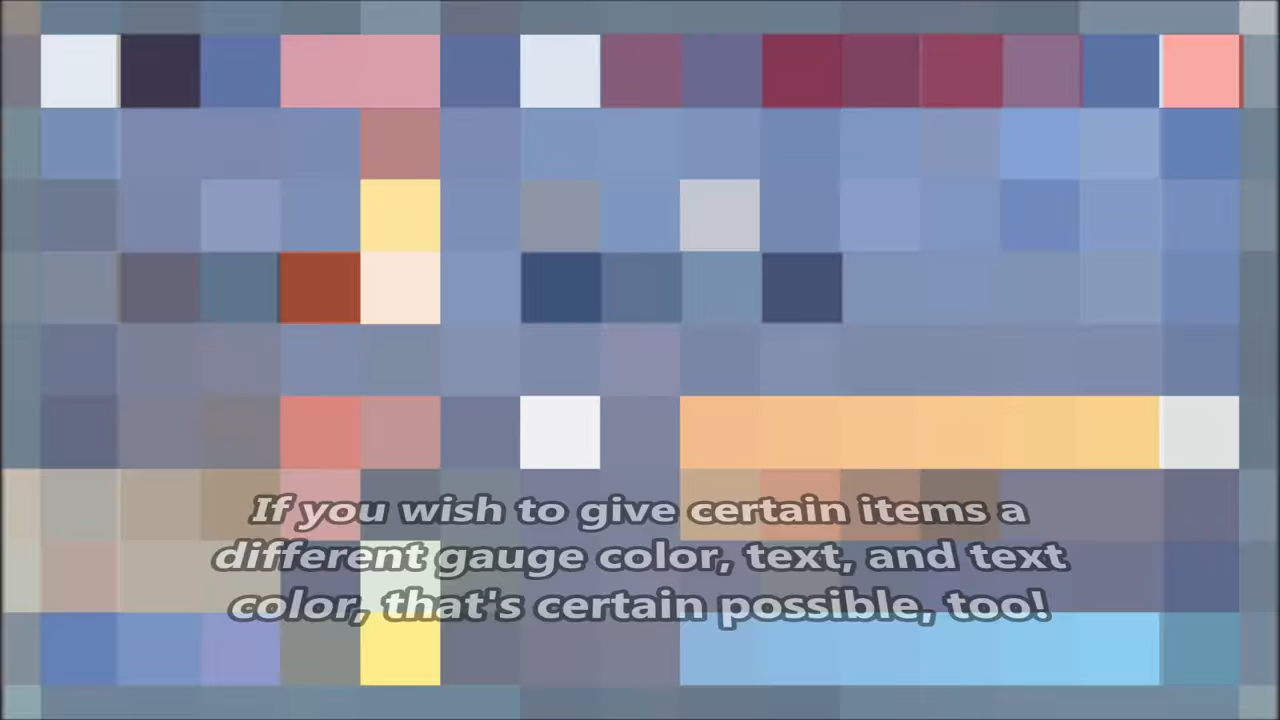 If you wish to give certain items a
different gauge color, text, and text
color, that's certain possible, too!